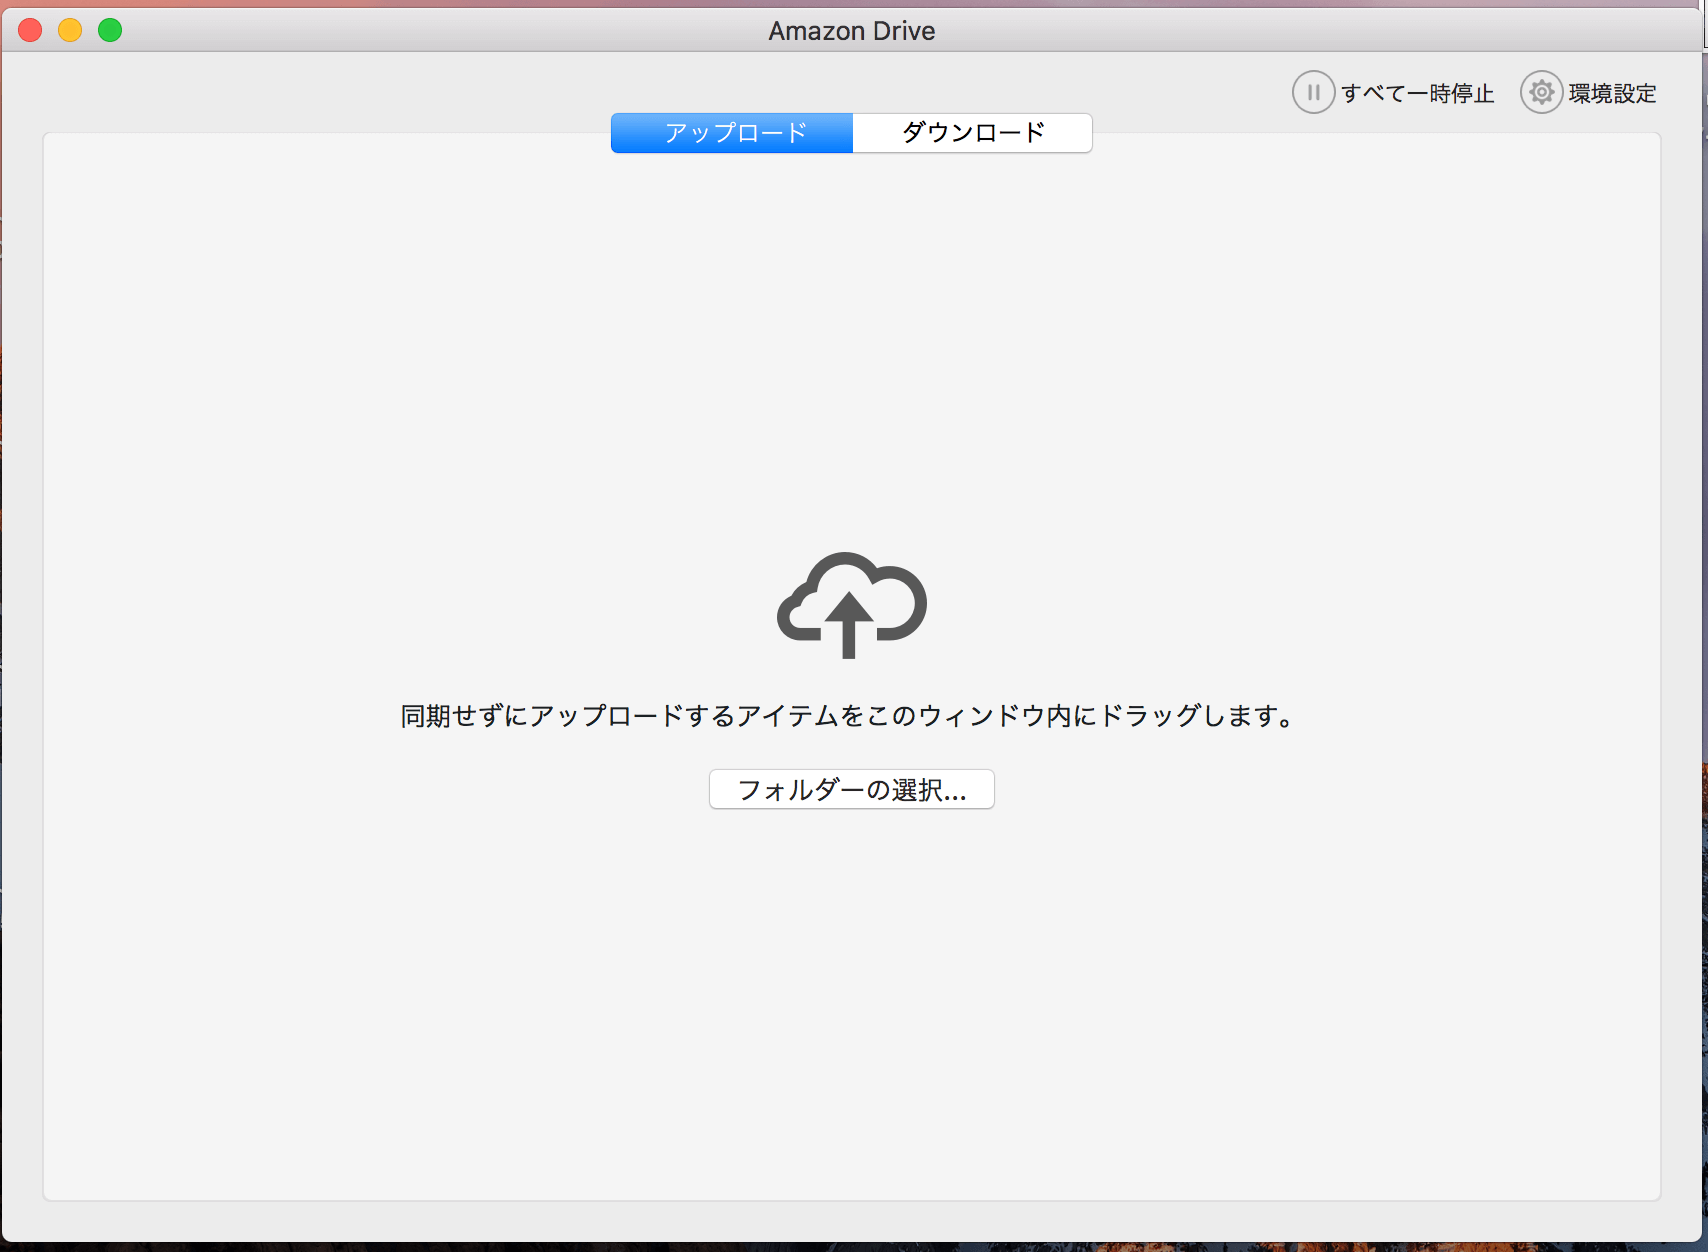 Amazon Drive
すべて一時停止
環境設定
アップロード
ダウンロード
同期せずにアップロードするアイテムをこのウィンドウ内にドラッグします。
フォルダーの選択...